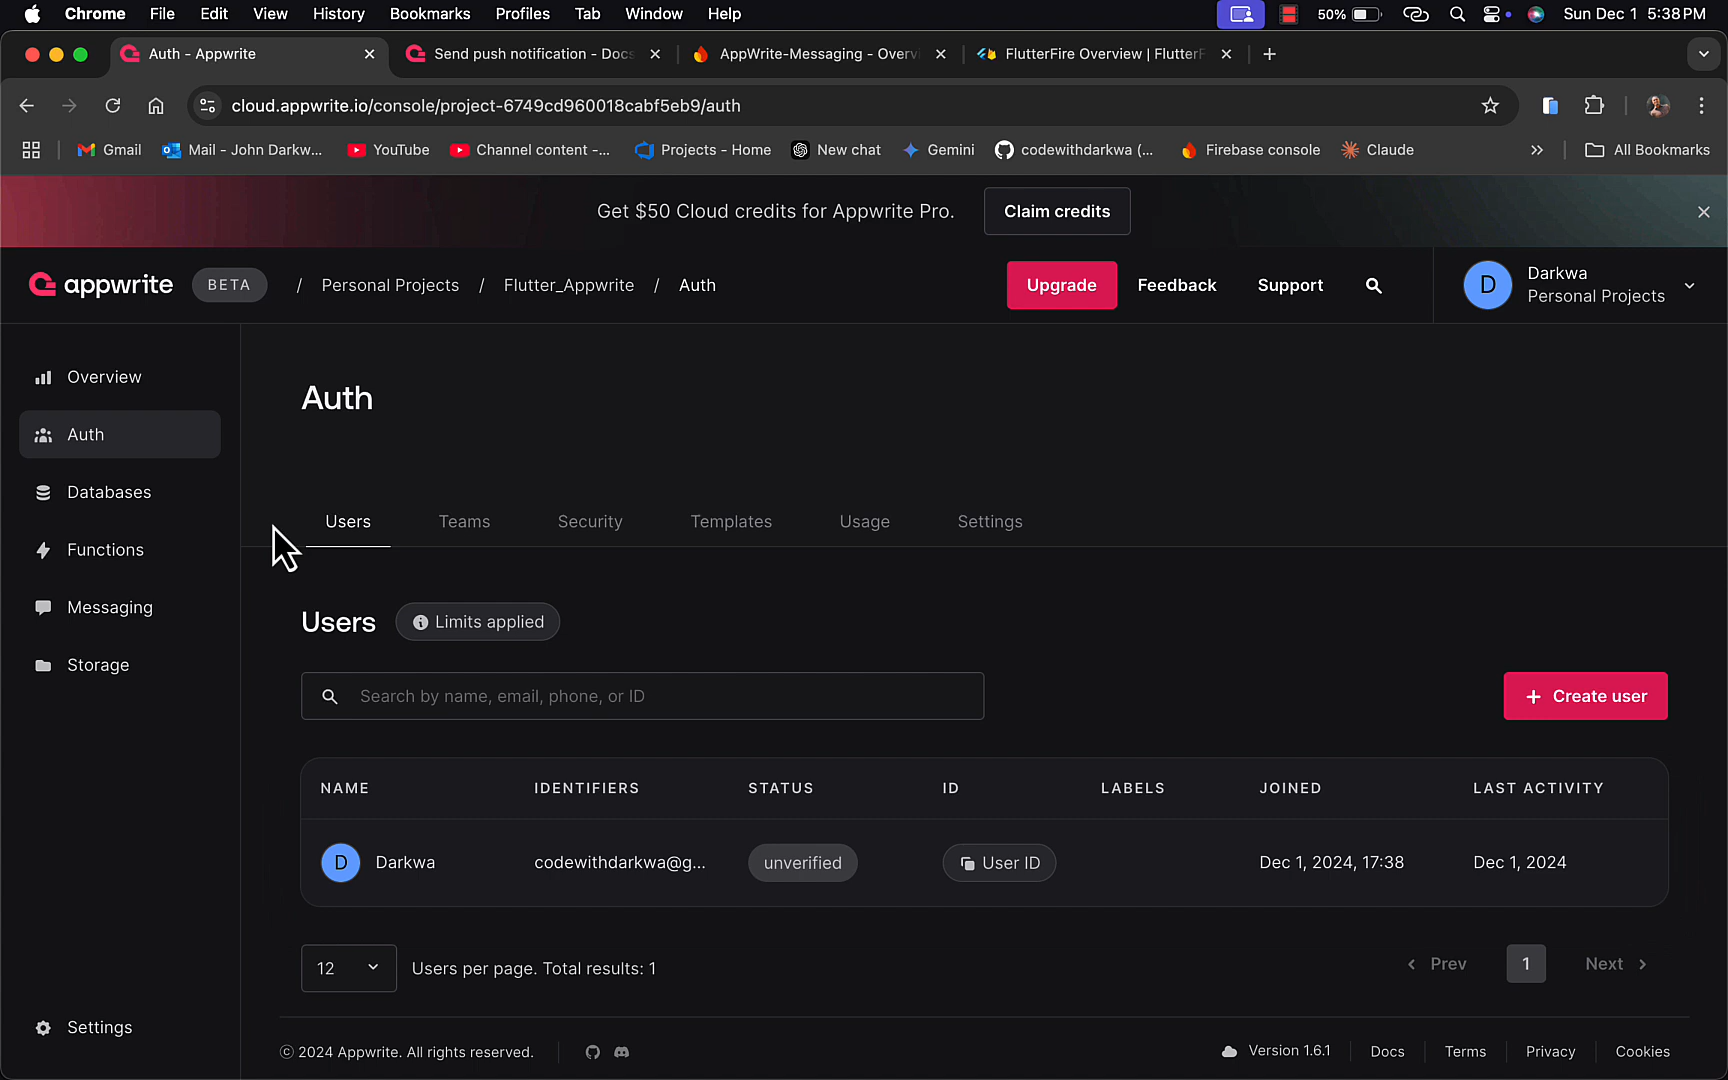 Chrome File Edit View History Bookmarks Profiles Tab Window Help 50% Sun Dec 1 5:38 PM
Auth - Appwrite Send push notification - Docs AppWrite-Messaging - Overvi FlutterFire Overview | FlutterF
cloud.appwrite.io/console/project-6749cd960018cabf5eb9/auth
Gmail Mail - John Darkw... YouTube Channel content -... Projects - Home New chat Gemini codewithdarkwa (... Firebase console Claude » All Bookmarks
Get $50 Cloud credits for Appwrite Pro. Claim credits
appwrite BETA / Personal Projects / Flutter_Appwrite / Auth Upgrade Feedback Support D Darkwa
Personal Projects
Overview
Auth
Auth
Databases
Users Teams Security Templates Usage Settings
Functions
Messaging
Users Limits applied
Storage
Search by name, email, phone, or ID + Create user
NAME IDENTIFIERS STATUS ID LABELS JOINED LAST ACTIVITY
D Darkwa codewithdarkwa@g... unverified User ID Dec 1, 2024, 17:38 Dec 1, 2024
12 Users per page. Total results: 1 Prev 1 Next
Settings
© 2024 Appwrite. All rights reserved. Version 1.6.1 Docs Terms Privacy Cookies